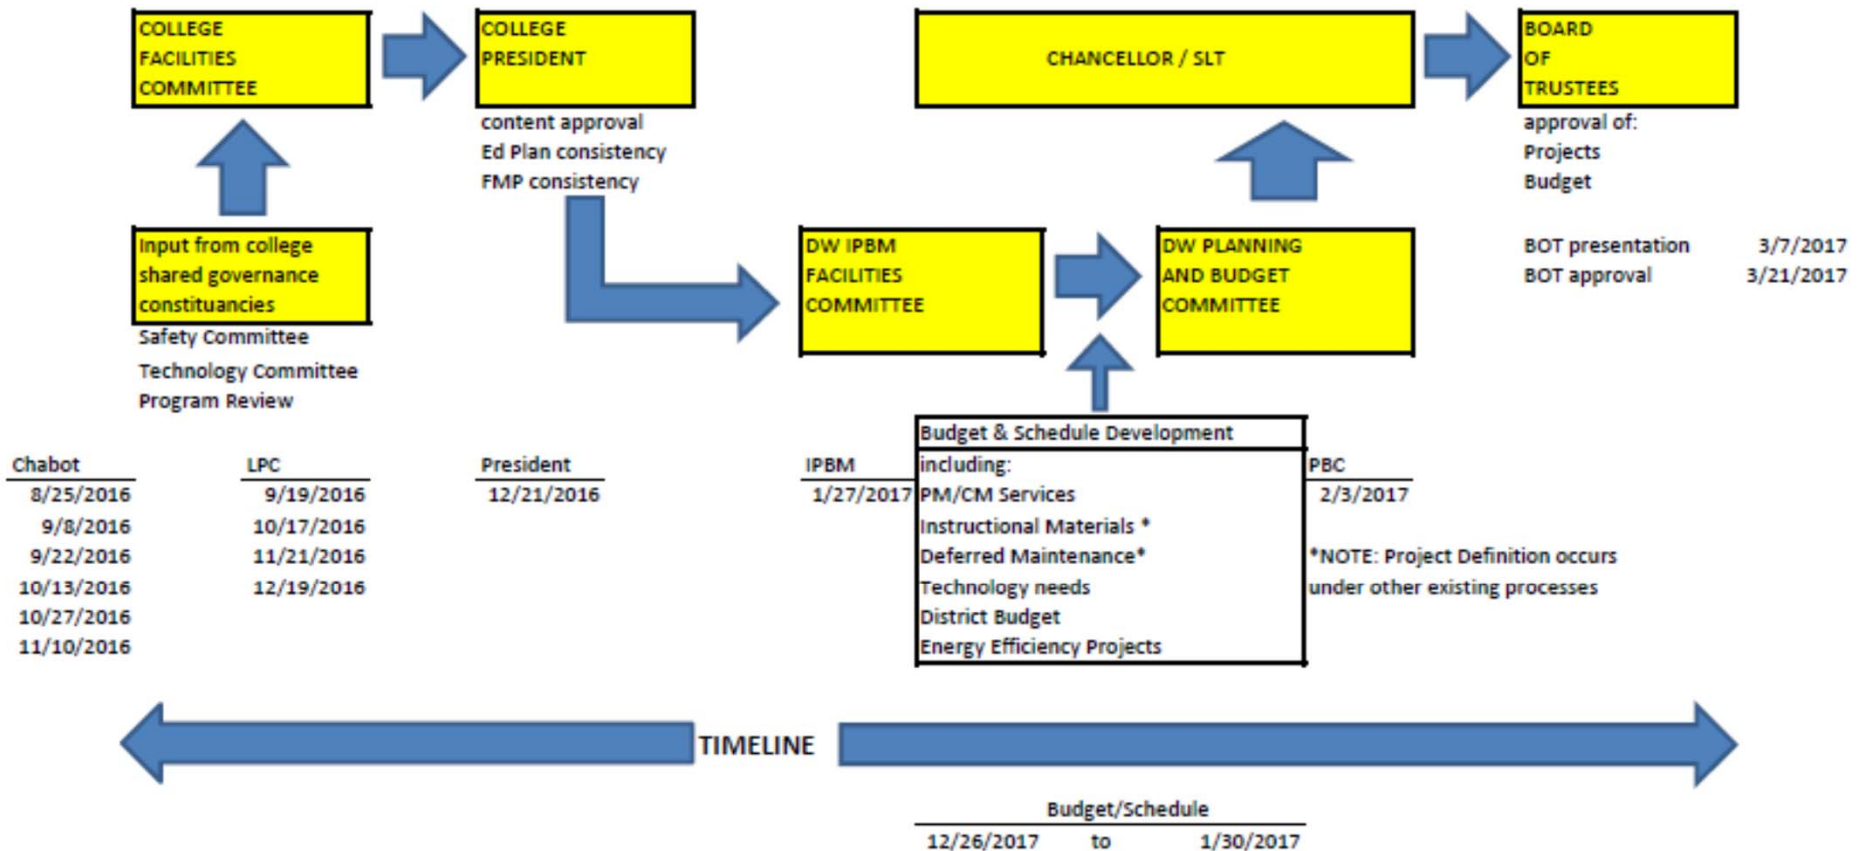 COLLEGE
FACILITIES
COMMITTEE
COLLEGE
PRESIDENT
CHANCELLOR / SLT
BOARD
OF
TRUSTEES
content approval
Ed Plan consistency
FMP consistency
approval of:
Projects
Budget
Input from college
shared governance
constituancies
Safety Committee
Technology Committee
Program Review
DW IPBM
FACILITIES
COMMITTEE
DW PLANNING
AND BUDGET
COMMITTEE
BOT presentation 3/7/2017
BOT approval 3/21/2017
Chabot
8/25/2016
9/8/2016
9/22/2016
10/13/2016
10/27/2016
11/10/2016
LPC
9/19/2016
10/17/2016
11/21/2016
12/19/2016
President
12/21/2016
IPBM
1/27/2017
Budget & Schedule Development
including:
PM/CM Services
Instructional Materials *
Deferred Maintenance*
Technology needs
District Budget
Energy Efficiency Projects
PBC
2/3/2017
*NOTE: Project Definition occurs
under other existing processes
TIMELINE
Budget/Schedule
12/26/2017 to 1/30/2017